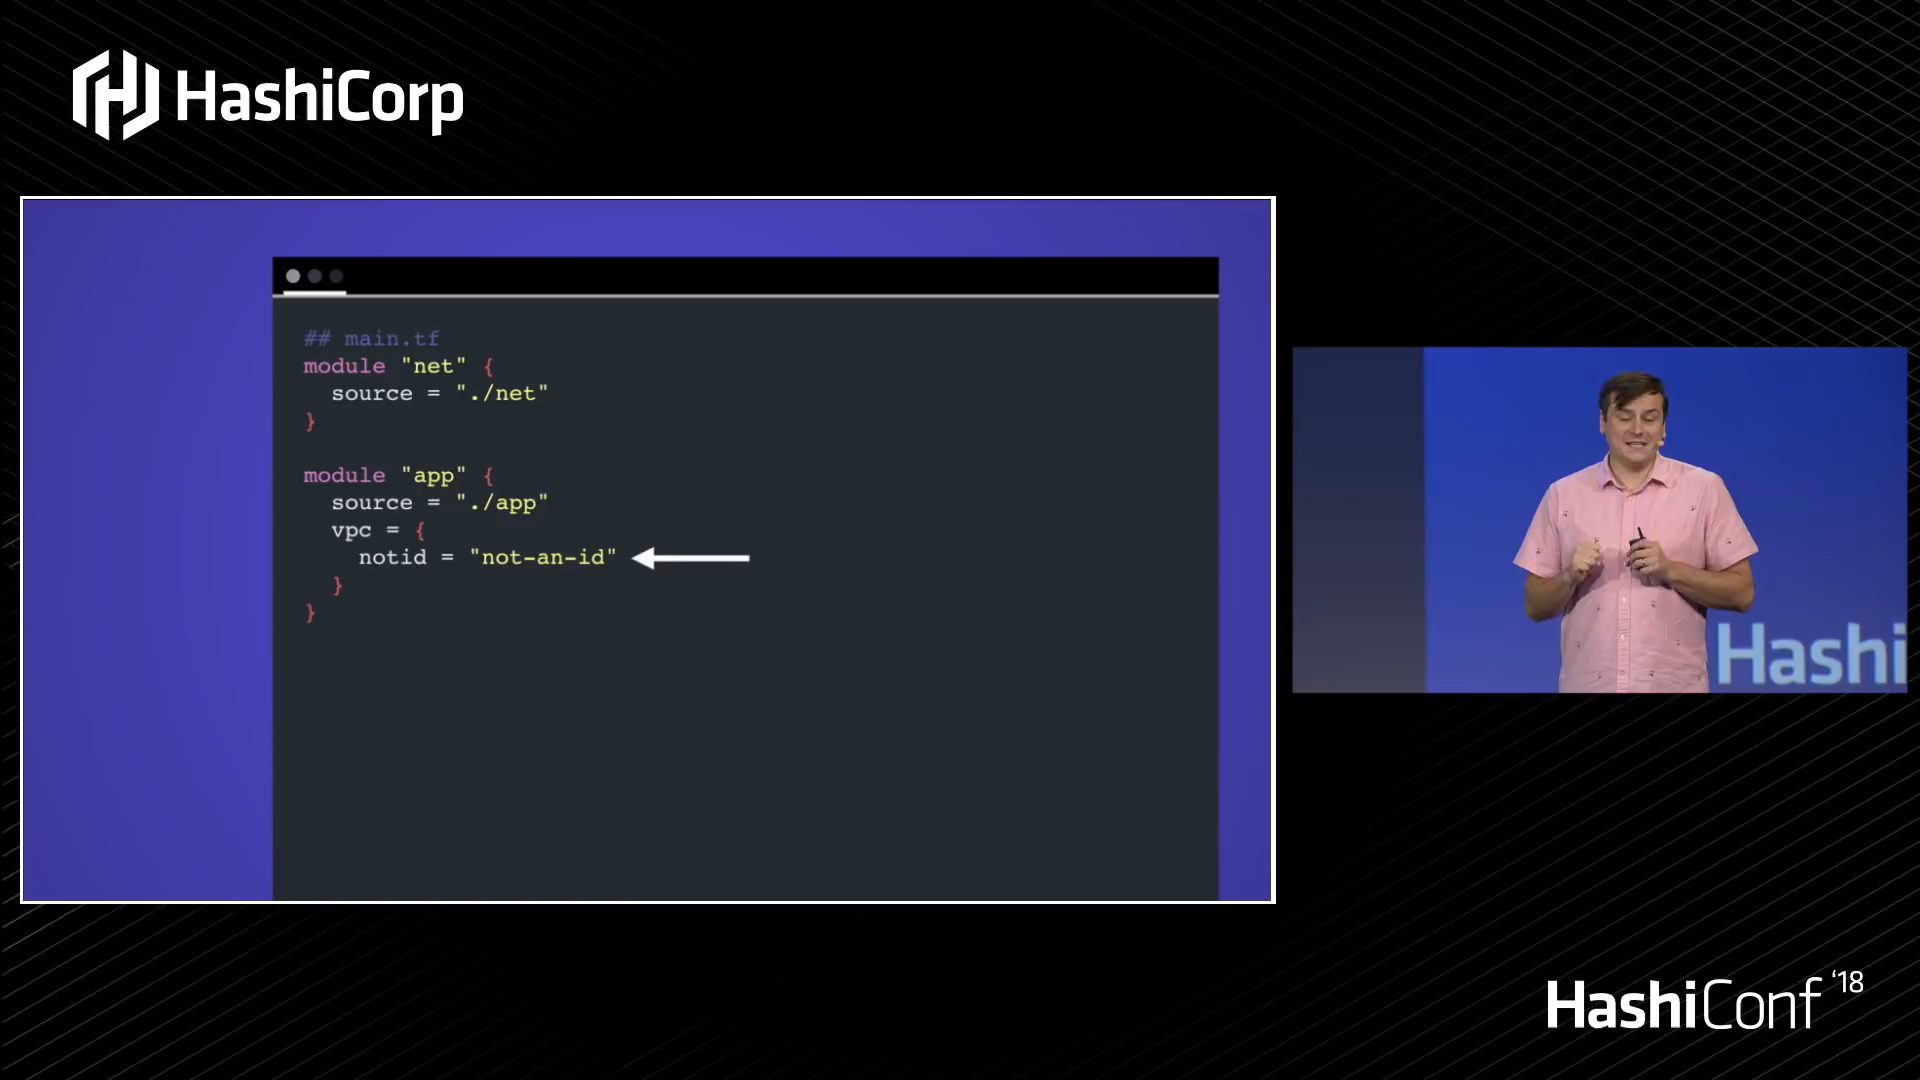 HashiCorp
## main.tf
module "net" {
  source = "./net"
}
module "app" {
  source = "./app"
  vpc = {
    notid = "not-an-id"
  }
}
Hashi
HashiConf '18